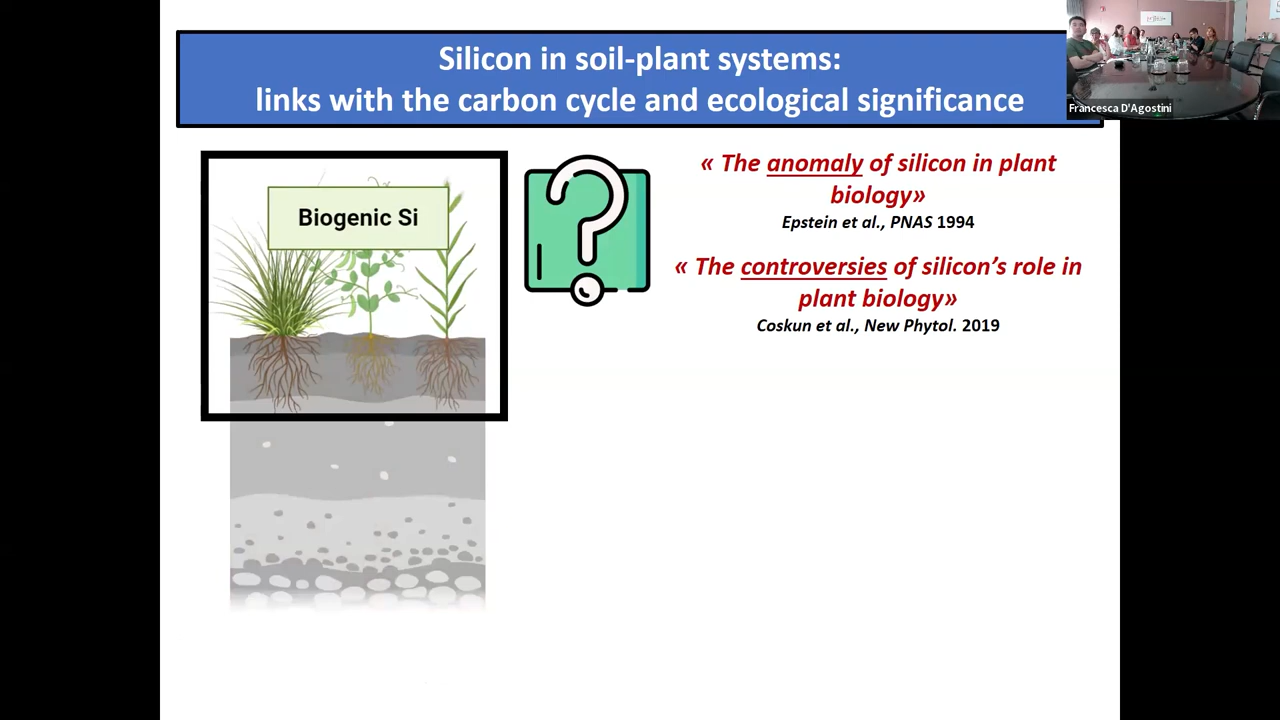 Silicon in soil-plant systems:
links with the carbon cycle and ecological significance
Francesca D'Agostini
Biogenic Si
« The anomaly of silicon in plant
biology»
Epstein et al., PNAS 1994
« The controversies of silicon’s role in
plant biology»
Coskun et al., New Phytol. 2019